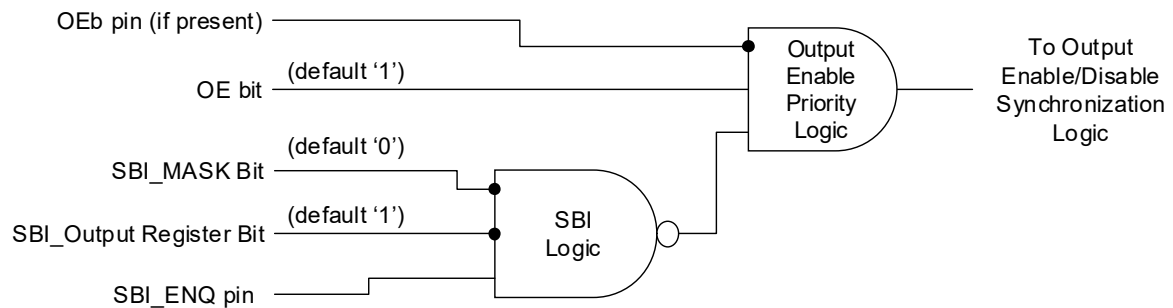 OEb pin (if present)
OE bit
(default ‘1’)
SBI_MASK Bit
(default ‘0’)
SBI_Output Register Bit
(default ‘1’)
SBI_ENQ pin
SBI
Logic
Output
Enable
Priority
Logic
To Output
Enable/Disable
Synchronization
Logic